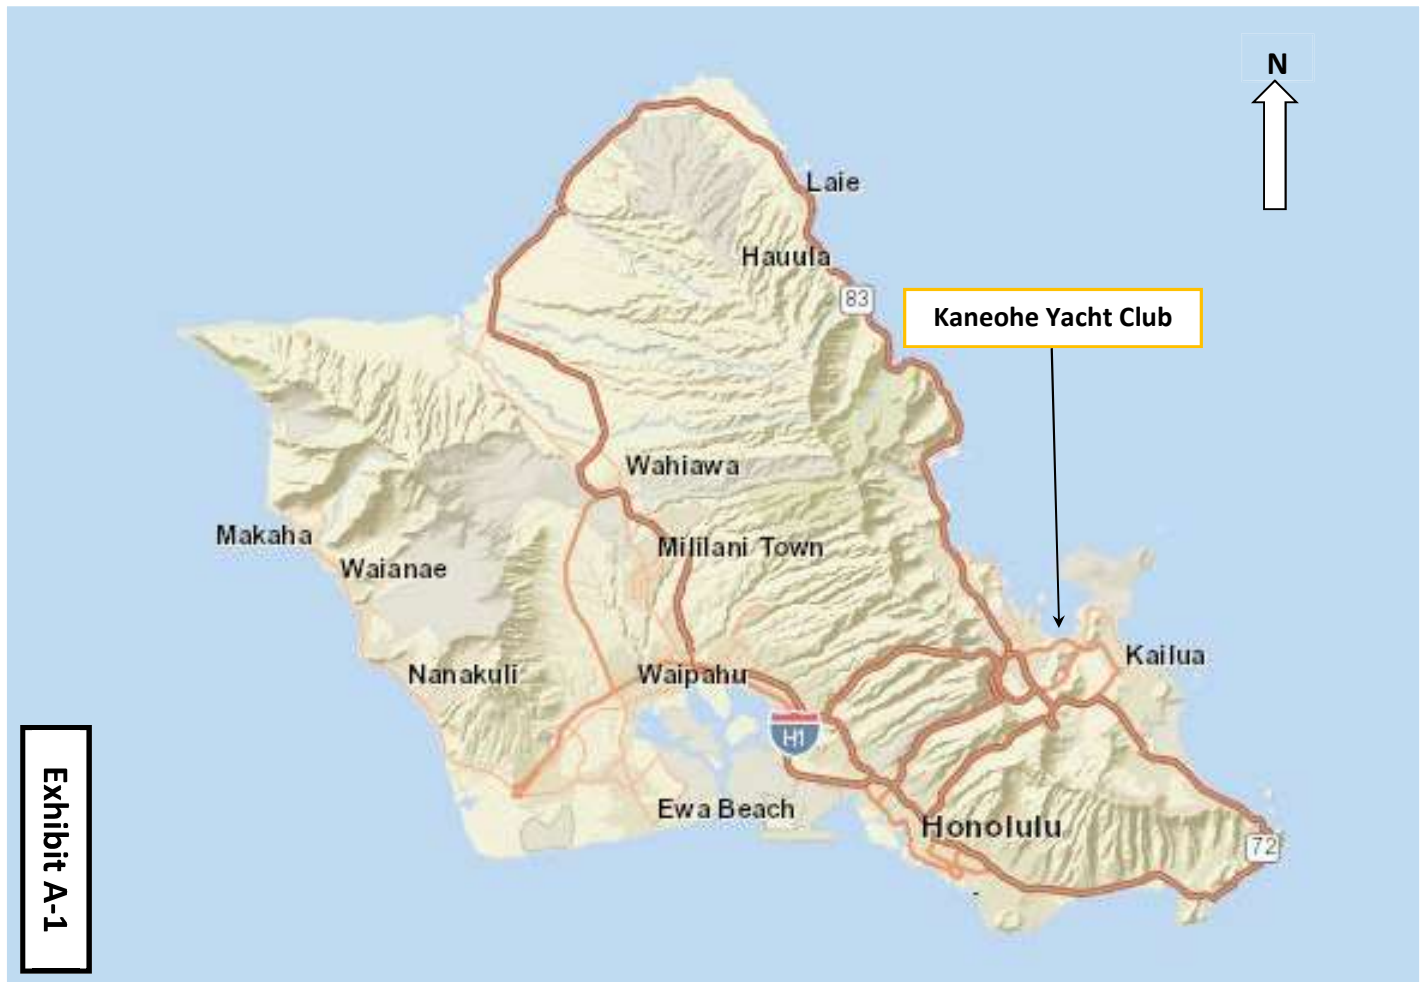 N
Laie
Hauula
83
Kaneohe Yacht Club
Wahiawa
Makaha
Mililani Town
Waianae
Kailua
Nanakuli
Waipahu
H1
Exhibit A-1
Ewa Beach
Honolulu
72